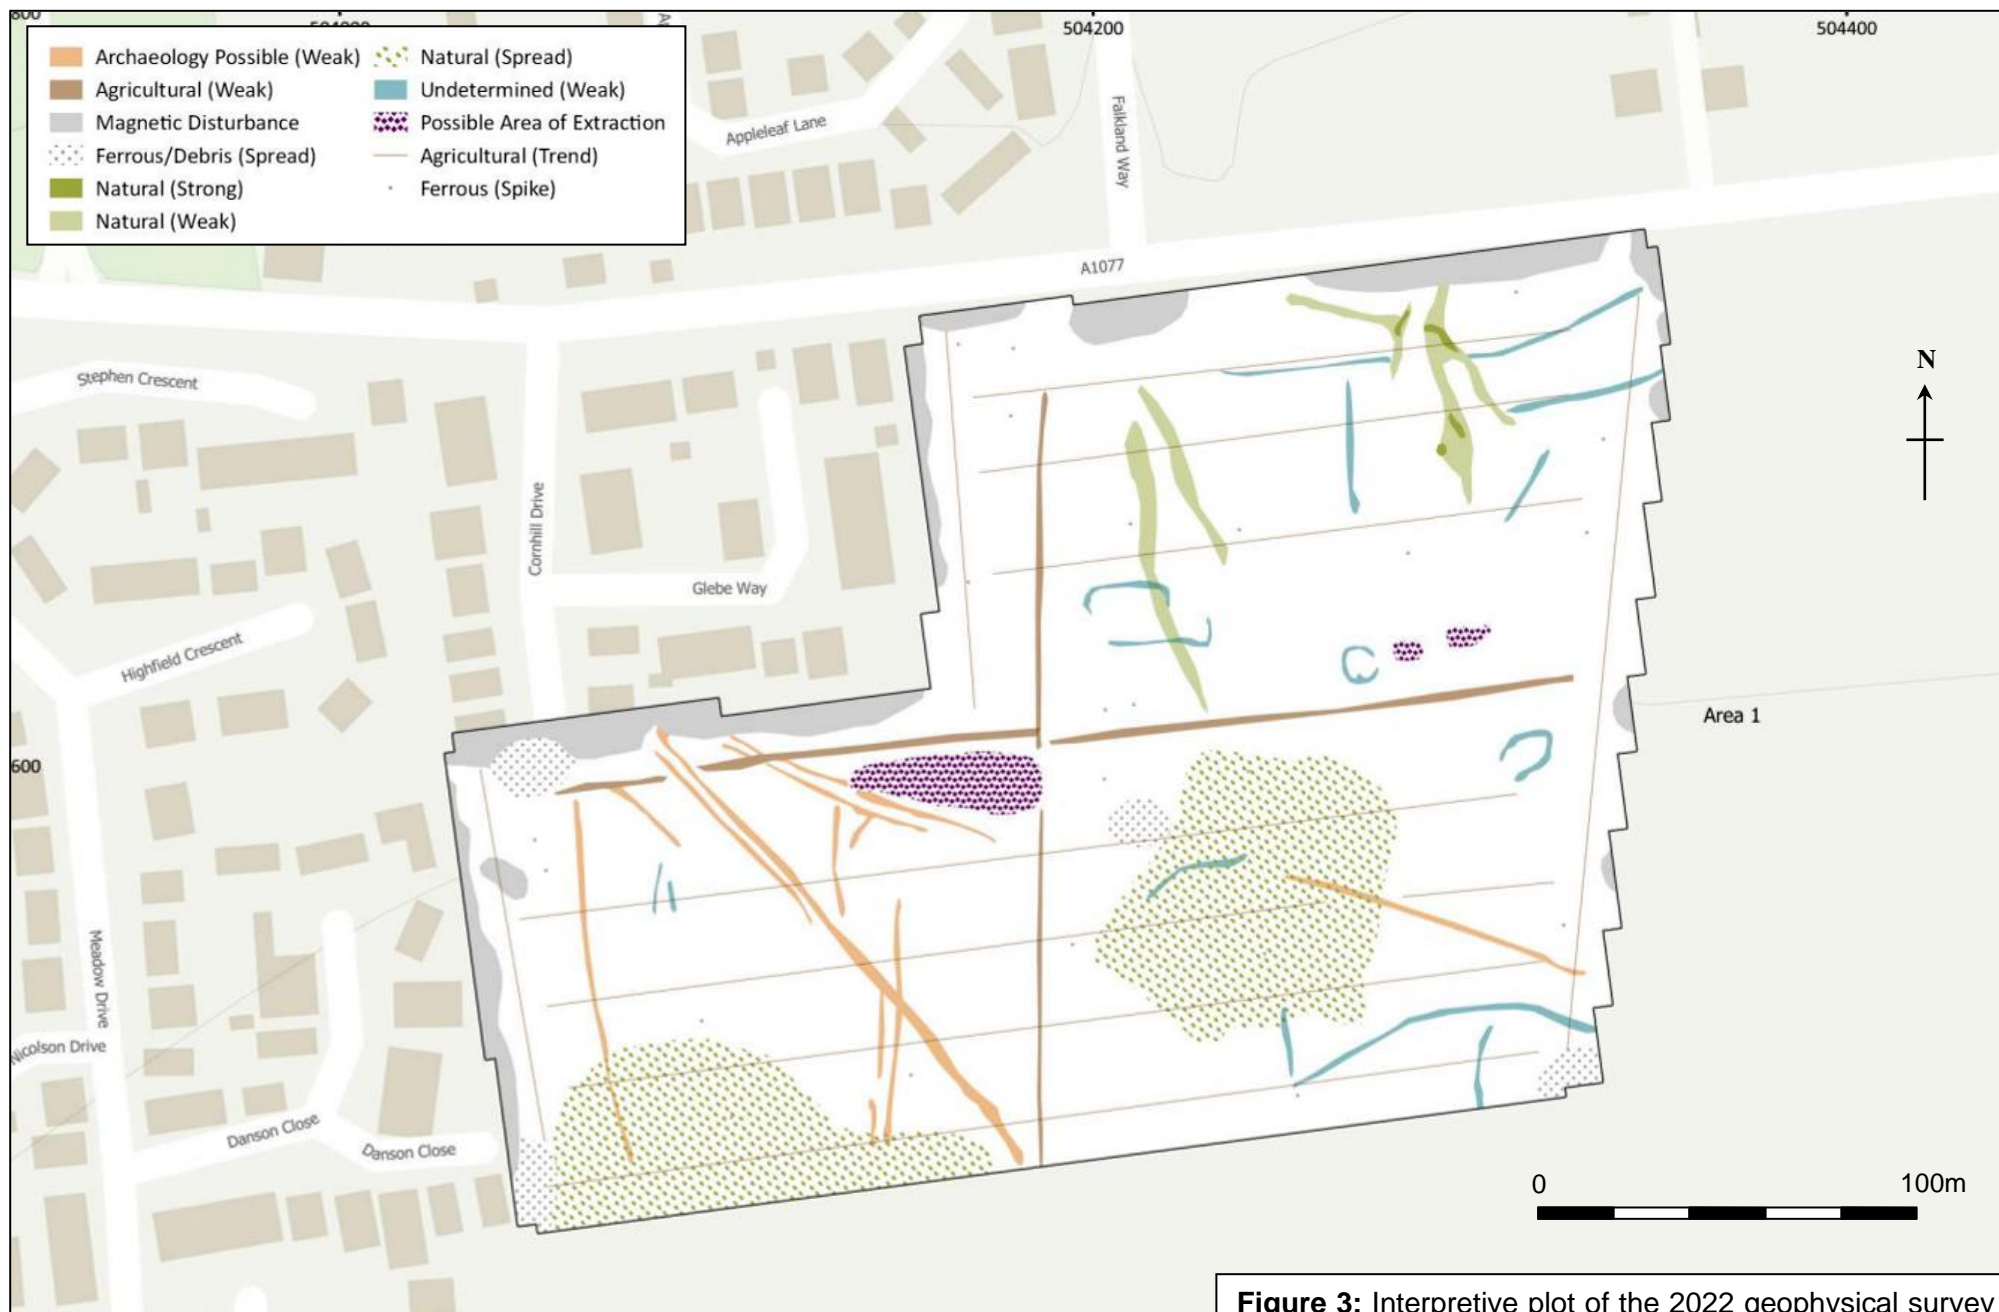 504200
504400
Archaeology Possible (Weak)
Agricultural (Weak)
Magnetic Disturbance
Ferrous/Debris (Spread)
Natural (Strong)
Natural (Weak)
Natural (Spread)
Undetermined (Weak)
Possible Area of Extraction
Agricultural (Trend)
Ferrous (Spike)
Appleleaf Lane
Falkland Way
A1077
N
Stephen Crescent
Cornhill Drive
Glebe Way
Highfield Crescent
Area 1
600
Meadow Drive
Nicolson Drive
Danson Close
Danson Close
0 100m
Figure 3: Interpretive plot of the 2022 geophysical survey